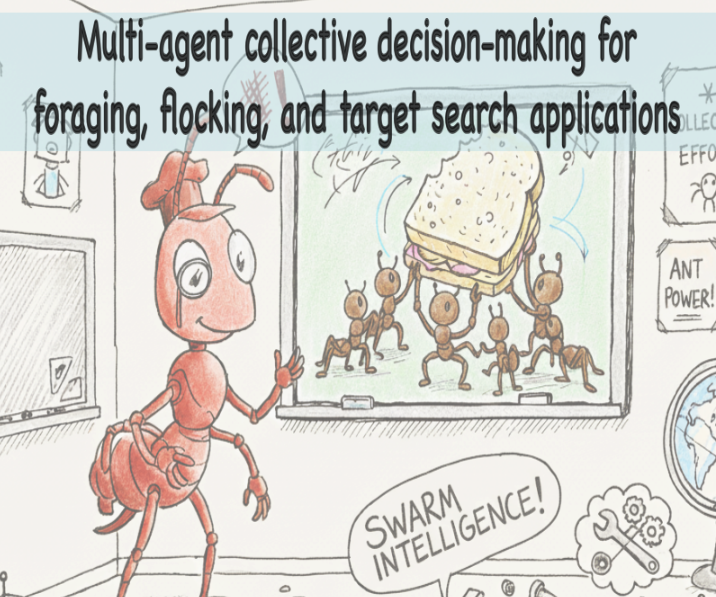 Multi-agent collective decision-making for
foraging, flocking, and target search applications
EFFO
ANT
POWER!
SWARM
INTELLIGENCE!